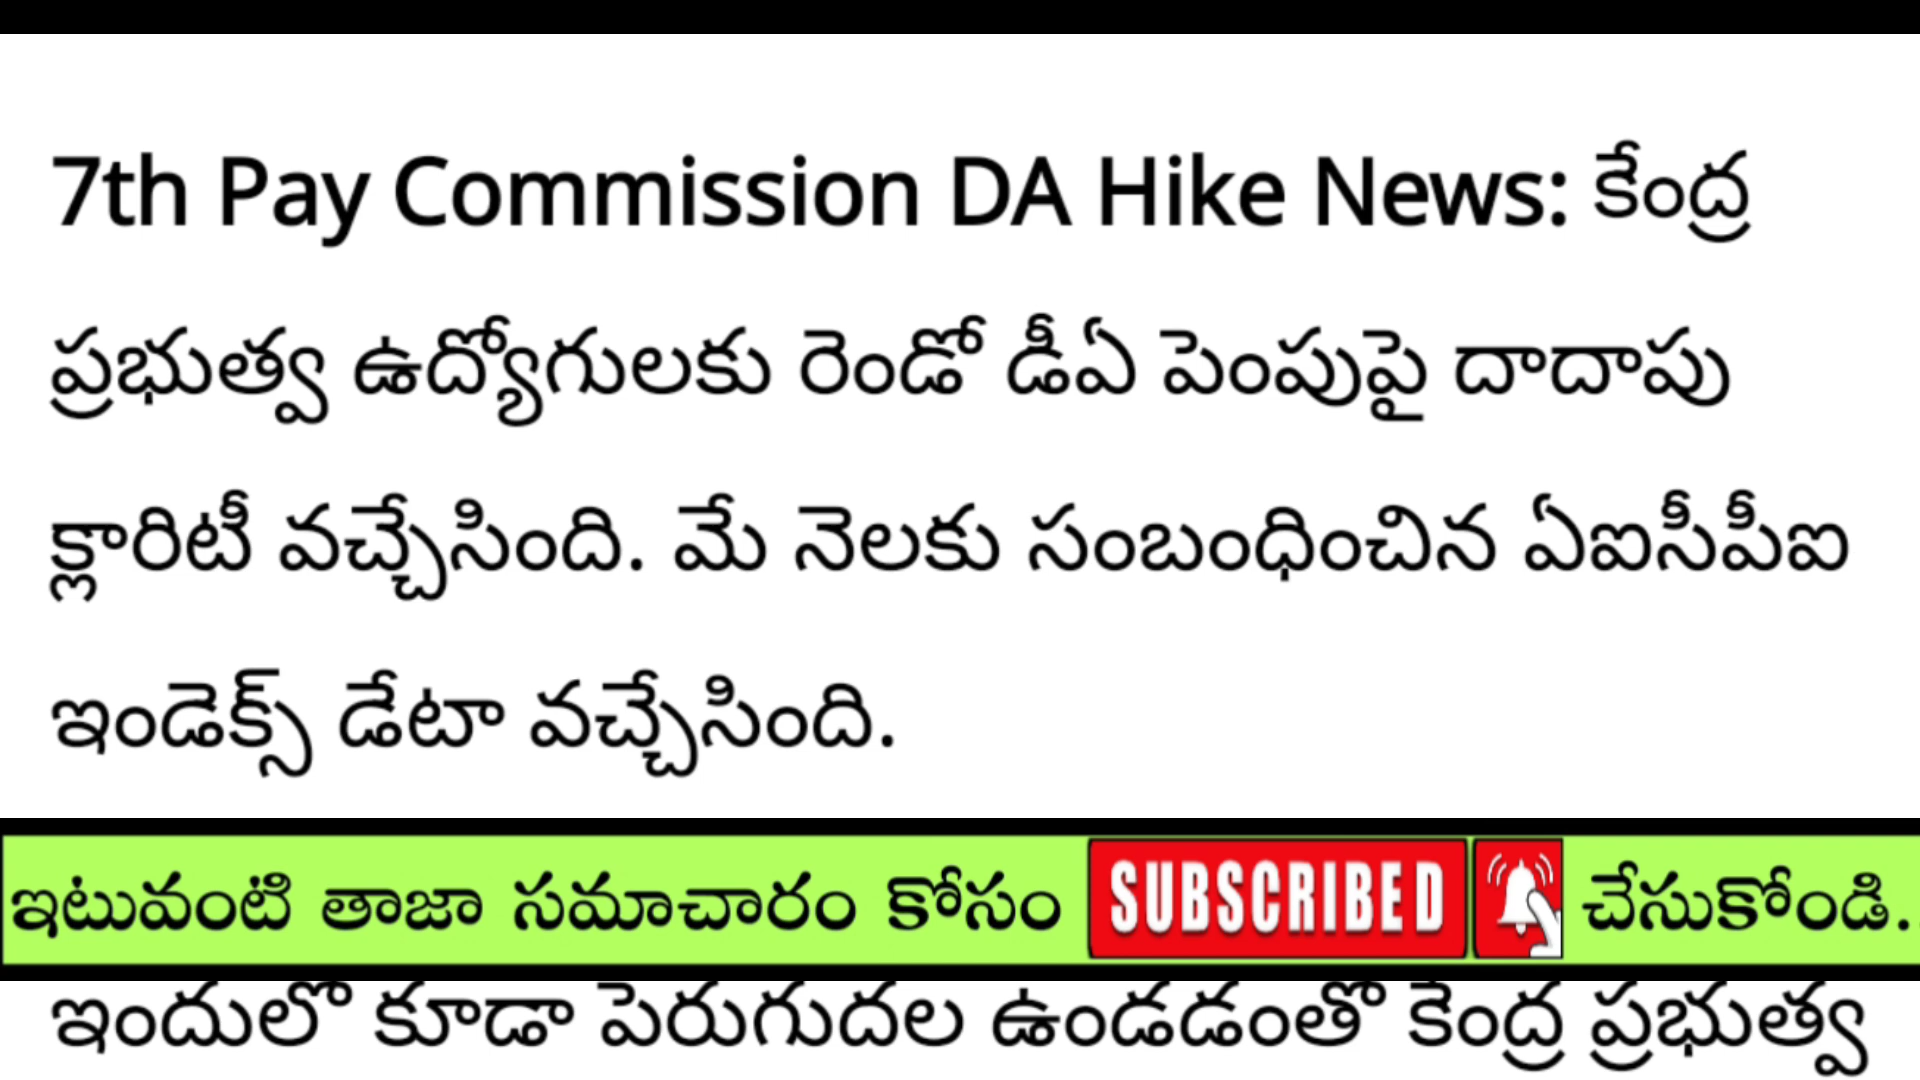 7th Pay Commission DA Hike News: కేంద్ర
ప్రభుత్వ ఉద్యోగులకు రెండో డీఏ పెంపుపై దాదాపు
క్లారిటీ వచ్చేసింది. మే నెలకు సంబంధించిన ఏఐసీపీఐ
ఇండెక్స్ డేటా వచ్చేసింది.
ఇటువంటి తాజా సమాచారం కోసం SUBSCRIBED చేసుకోండి.
ఇందులో కూడా పెరుగుదల ఉండడంతో కేంద్ర ప్రభుత్వ